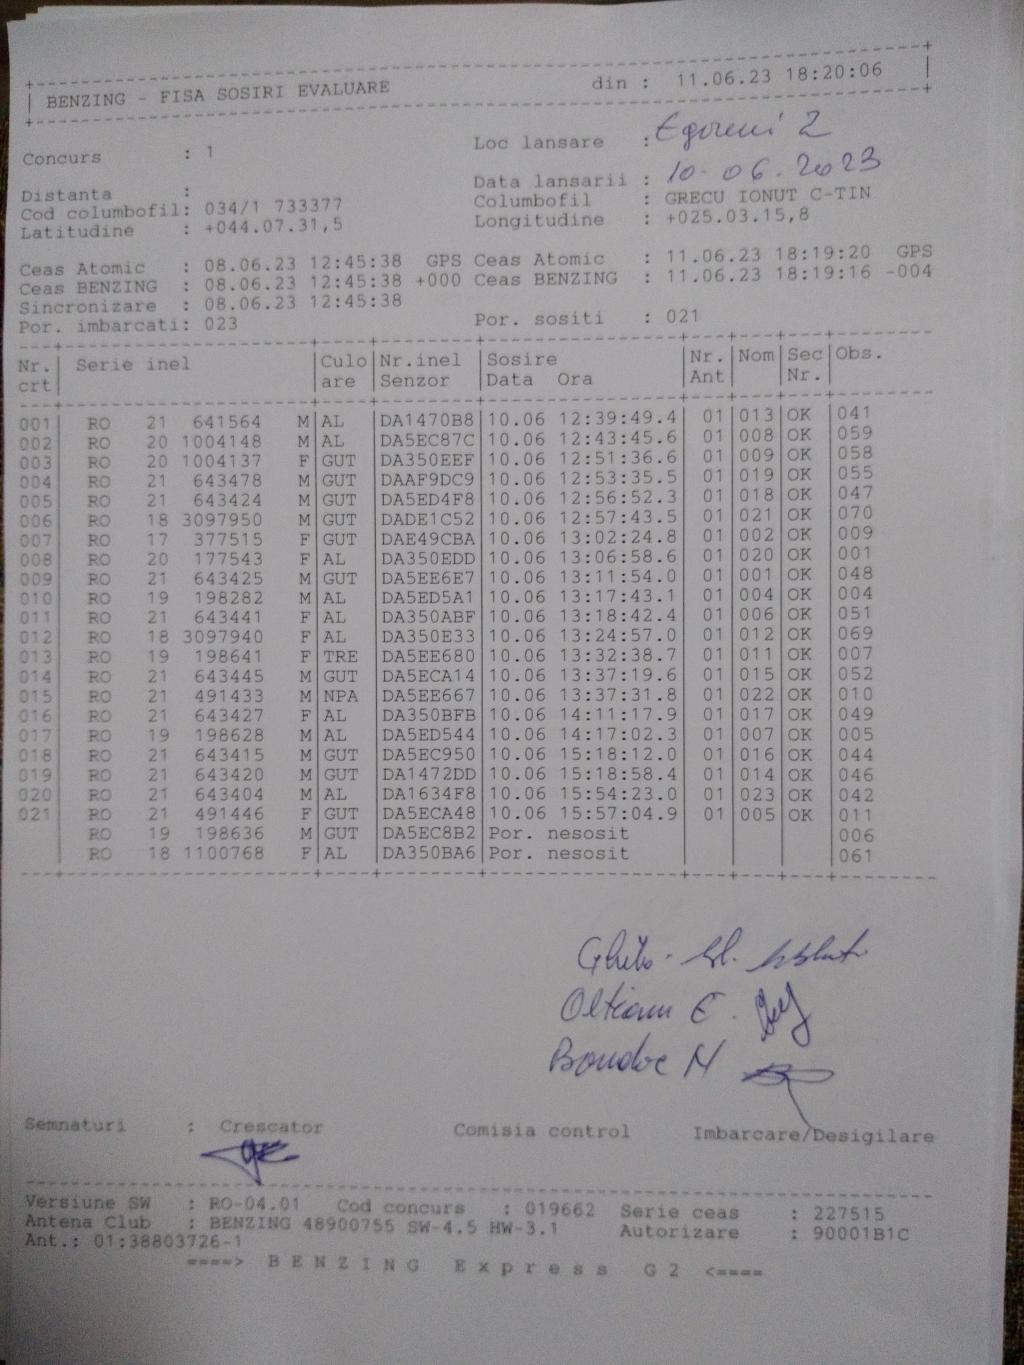 BENZING - FISA SOSIRI EVALUARE din : 11.06.23 18:20:06
Concurs : 1 Loc lansare : Egoreni 2
Distanta : Data lansarii : 10-06.2023
Cod columbofil: 034/1 733377 Columbofil : GRECU IONUT C-TIN
Latitudine : +044.07.31,5 Longitudine : +025.03.15,8
Ceas Atomic : 08.06.23 12:45:38 GPS Ceas Atomic : 11.06.23 18:19:20 GPS
Ceas BENZING : 08.06.23 12:45:38 +000 Ceas BENZING : 11.06.23 18:19:16 -004
Sincronizare : 08.06.23 12:45:38
Por. imbarcati: 023 Por. sositi : 021
Nr. Serie inel Culo Nr.inel Sosire Nr. Nom Sec Obs.
crt are Senzor Data Ora Ant Nr.
001 RO 21 641564 M AL DA1470B8 10.06 12:39:49.4 01 013 OK 041
002 RO 20 1004148 M AL DA5EC87C 10.06 12:43:45.6 01 008 OK 059
003 RO 20 1004137 F GUT DA350EEF 10.06 12:51:36.6 01 009 OK 058
004 RO 21 643478 M GUT DAAF9DC9 10.06 12:53:35.5 01 019 OK 055
005 RO 21 643424 M GUT DA5ED4F8 10.06 12:56:52.3 01 018 OK 047
006 RO 18 3097950 M GUT DADE1C52 10.06 12:57:43.5 01 021 OK 070
007 RO 17 377515 F GUT DAE49CBA 10.06 13:02:24.8 01 002 OK 009
008 RO 20 177543 F AL DA350EDD 10.06 13:06:58.6 01 020 OK 001
009 RO 21 643425 M GUT DA5EE6E7 10.06 13:11:54.0 01 001 OK 048
010 RO 19 198282 M AL DA5ED5A1 10.06 13:17:43.1 01 004 OK 004
011 RO 21 643441 F AL DA350ABF 10.06 13:18:42.4 01 006 OK 051
012 RO 18 3097940 F AL DA350E33 10.06 13:24:57.0 01 012 OK 069
013 RO 19 198641 F TRE DA5EE680 10.06 13:32:38.7 01 011 OK 007
014 RO 21 643445 M GUT DA5ECA14 10.06 13:37:19.6 01 015 OK 052
015 RO 21 491433 M NPA DA5EE667 10.06 13:37:31.8 01 022 OK 010
016 RO 21 643427 F AL DA350BFB 10.06 14:11:17.9 01 017 OK 049
017 RO 19 198628 M AL DA5ED544 10.06 14:17:02.3 01 007 OK 005
018 RO 21 643415 M GUT DA5EC950 10.06 15:18:12.0 01 016 OK 044
019 RO 21 643420 M GUT DA1472DD 10.06 15:18:58.4 01 014 OK 046
020 RO 21 643404 M AL DA1634F8 10.06 15:54:23.0 01 023 OK 042
021 RO 21 491446 F GUT DA5ECA48 10.06 15:57:04.9 01 005 OK 011
RO 19 198636 M GUT DA5EC8B2 Por. nesosit 006
RO 18 1100768 F AL DA350BA6 Por. nesosit 061
Olteanu E.
Bondoc M
Semnaturi : Crescator Comisia control Imbarcare/Desigilare
Versiune SW : RO-04.01 Cod concurs : 019662 Serie ceas : 227515
Antena Club : BENZING 48900755 SW-4.5 HW-3.1 Autorizare : 90001B1C
Ant.: 01:38803726-1
====> BENZING Express G2 <====